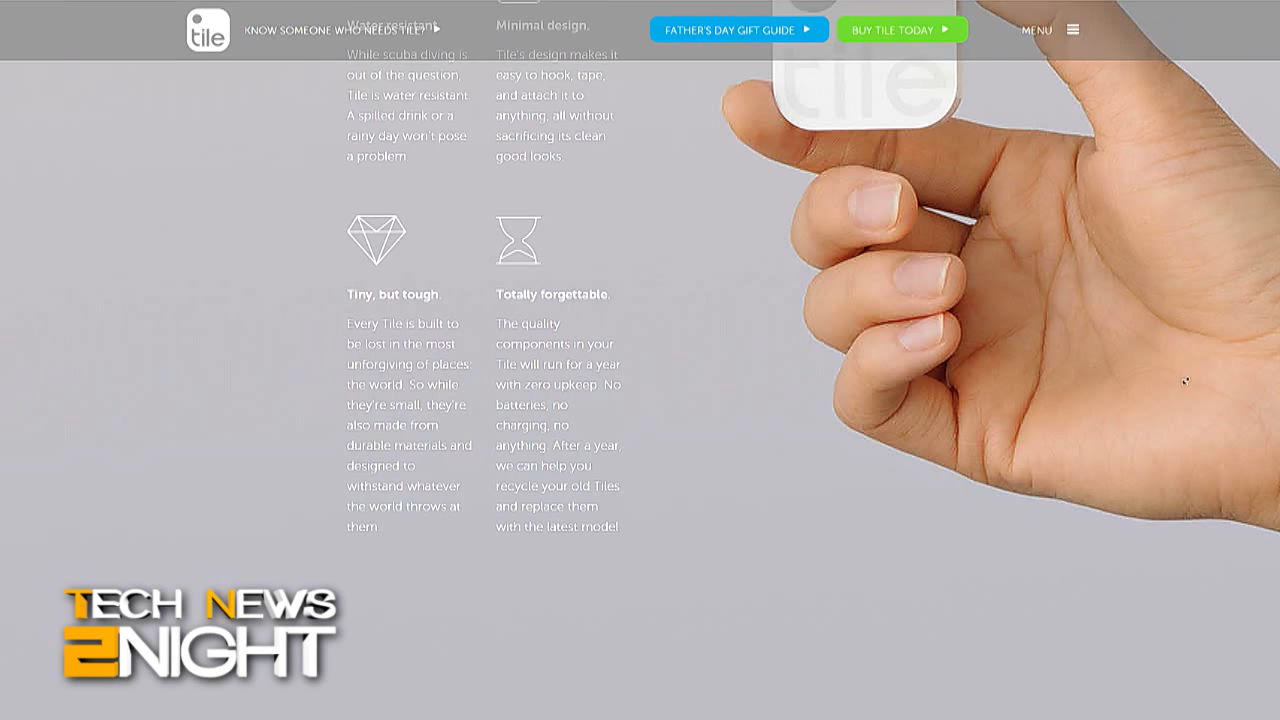 tile
KNOW SOMEONE WHO NEEDS TILE?
FATHER'S DAY GIFT GUIDE
BUY TILE TODAY
MENU
Water resistant.
While scuba diving is
out of the question,
Tile is water resistant.
A spilled drink or a
rainy day won't pose
a problem.
Minimal design.
Tile's design makes it
easy to hook, tape,
and attach it to
anything, all without
sacrificing its clean
good looks.
tile
Tiny, but tough.
Every Tile is built to
be lost in the most
unforgiving of places:
the world. So while
they're small, they're
also made from
durable materials and
designed to
withstand whatever
the world throws at
them.
Totally forgettable.
The quality
components in your
Tile will run for a year
with zero upkeep. No
batteries, no
charging, no
anything. After a year,
we can help you
recycle your old Tiles
and replace them
with the latest model.
TECH NEWS
2NIGHT